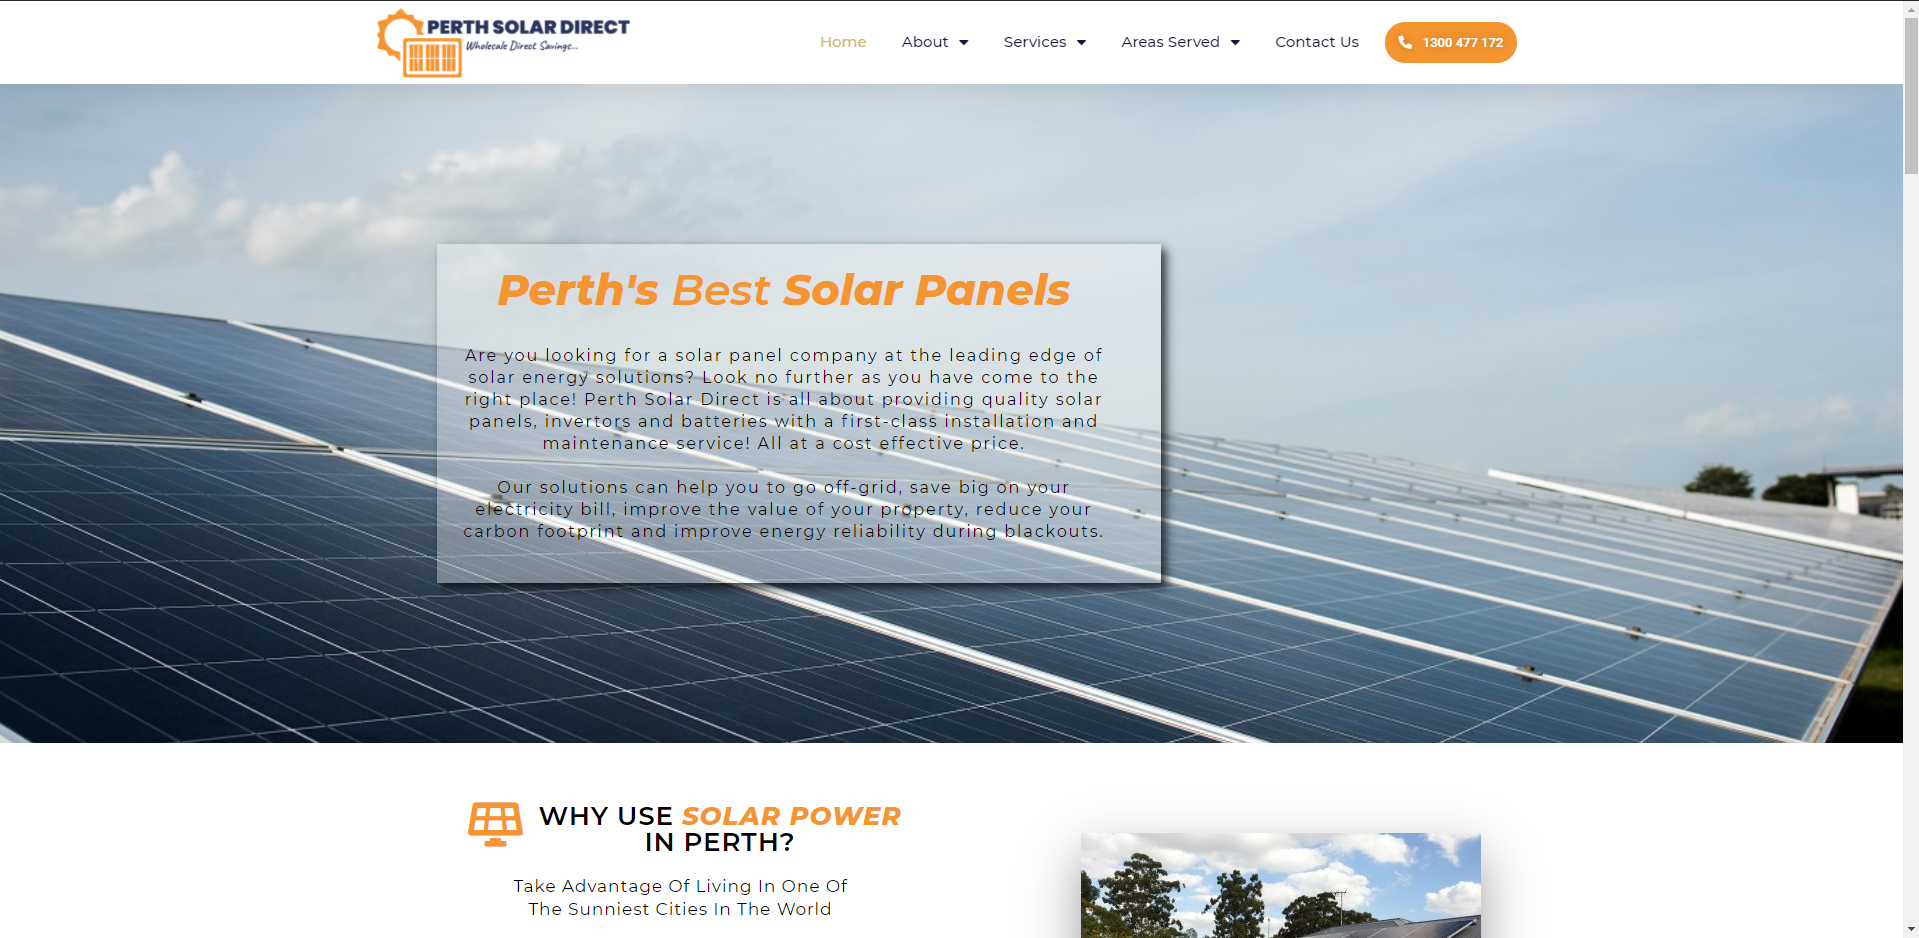 PERTH SOLAR DIRECT
Wholesale Direct Savings...
Home About Services Areas Served Contact Us 1300 477 172
Perth's Best Solar Panels
Are you looking for a solar panel company at the leading edge of
solar energy solutions? Look no further as you have come to the
right place! Perth Solar Direct is all about providing quality solar
panels, invertors and batteries with a first-class installation and
maintenance service! All at a cost effective price.
Our solutions can help you to go off-grid, save big on your
electricity bill, improve the value of your property, reduce your
carbon footprint and improve energy reliability during blackouts.
WHY USE SOLAR POWER
IN PERTH?
Take Advantage Of Living In One Of
The Sunniest Cities In The World